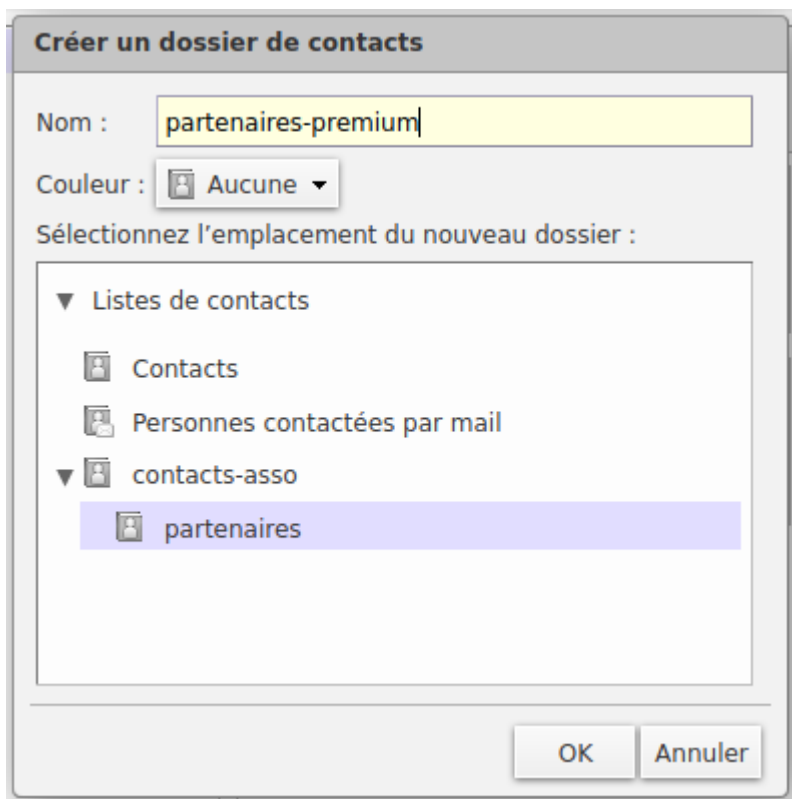 Créer un dossier de contacts
Nom : partenaires-premium
Couleur : Aucune
Sélectionnez l’emplacement du nouveau dossier :
Listes de contacts
Contacts
Personnes contactées par mail
contacts-asso
partenaires
OK Annuler